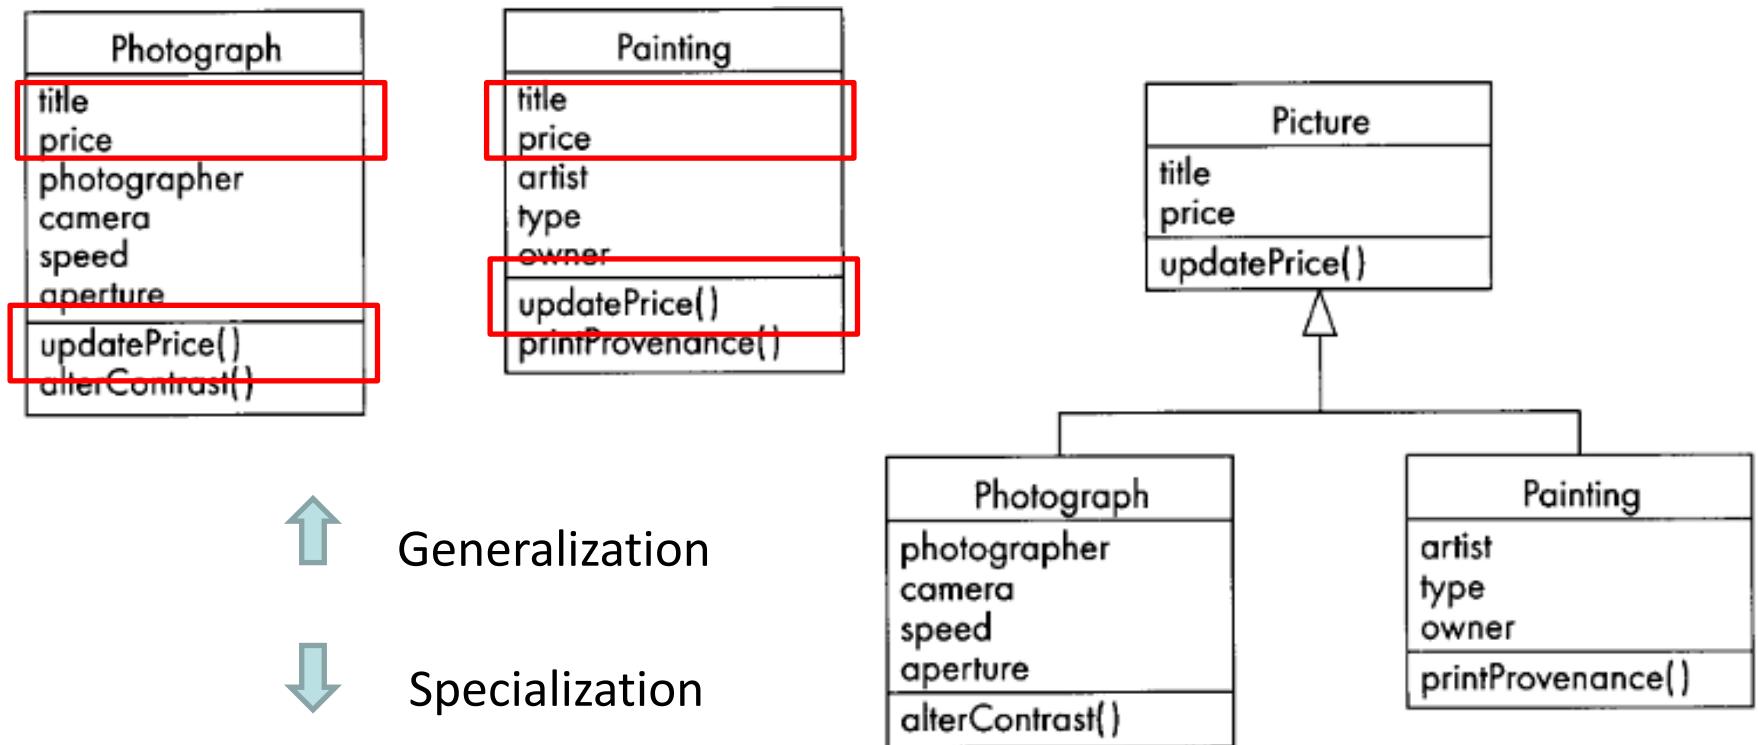 Photograph
title
price
photographer
camera
speed
aperture
updatePrice()
alterContrast()
Painting
title
price
artist
type
owner
updatePrice()
printProvenance()
Picture
title
price
updatePrice()
Photograph
photographer
camera
speed
aperture
alterContrast()
Painting
artist
type
owner
printProvenance()
Generalization
Specialization